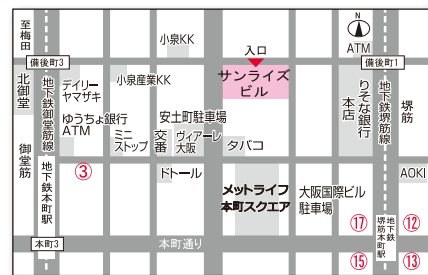 至梅田
小泉KK
入口
N
ATM
備後町3
備後町1
北御堂
地下鉄御堂筋線
デイリー
ヤマザキ
小泉産業KK
サンライズ
ビル
りそな銀行
本店
地下鉄堺筋線
堺筋
ゆうちょ銀行
ATM
ミニ
ストップ
交番
安土町駐車場
ヴィアーレ
大阪
タバコ
御堂筋
地下鉄本町駅
③
ドトール
メットライフ
本町スクエア
大阪国際ビル
駐車場
AOKI
⑰
地下鉄
堺筋本町駅
⑫
本町3
本町通り
⑮
⑬